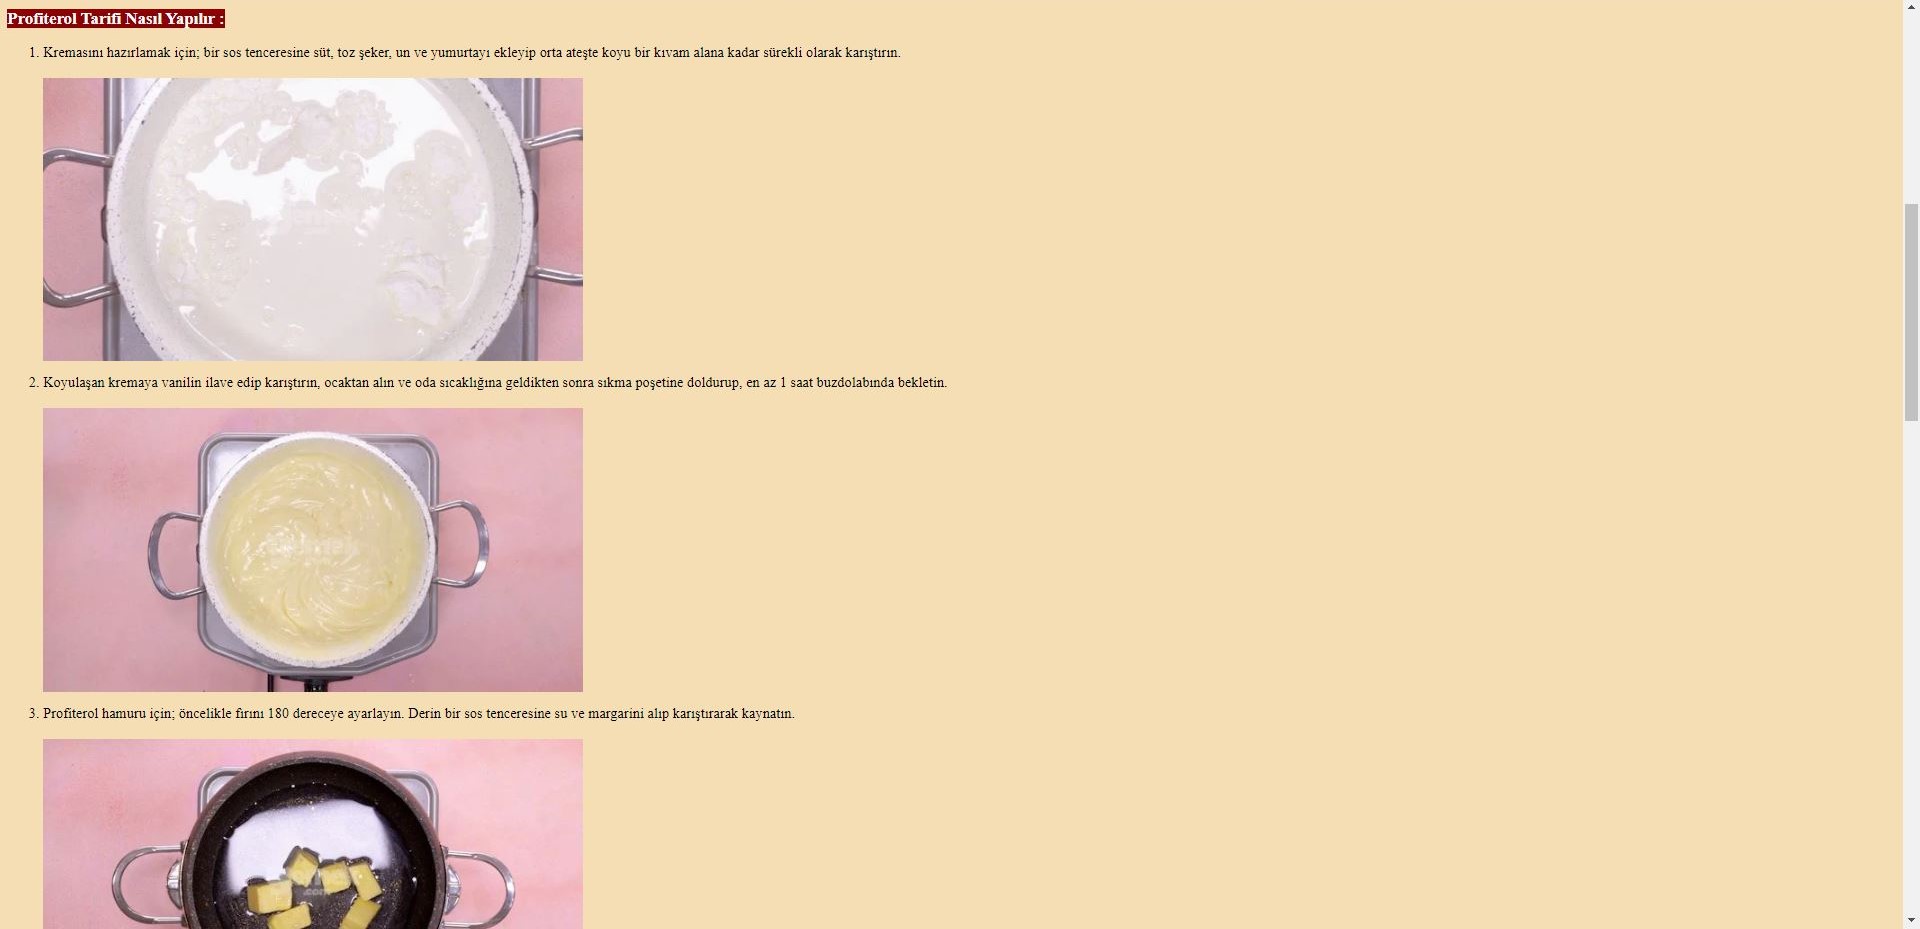 Profiterol Tarifi Nasıl Yapılır :
1. Kremasını hazırlamak için; bir sos tenceresine süt, toz şeker, un ve yumurtayı ekleyip orta ateşte koyu bir kıvam alana kadar sürekli olarak karıştırın.
2. Koyulaşan kremaya vanilin ilave edip karıştırın, ocaktan alın ve oda sıcaklığına geldikten sonra sıkma poşetine doldurup, en az 1 saat buzdolabında bekletin.
3. Profiterol hamuru için; öncelikle fırını 180 dereceye ayarlayın. Derin bir sos tenceresine su ve margarini alıp karıştırarak kaynatın.